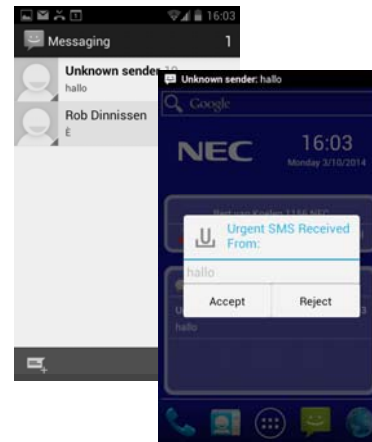 16:03
Messaging 1
Unknown sender
hallo
Rob Dinnissen
È
Unknown sender: hallo
Google
NEC
16:03
Monday 3/10/2014
Urgent SMS Received
From:
hallo
Accept Reject
hallo